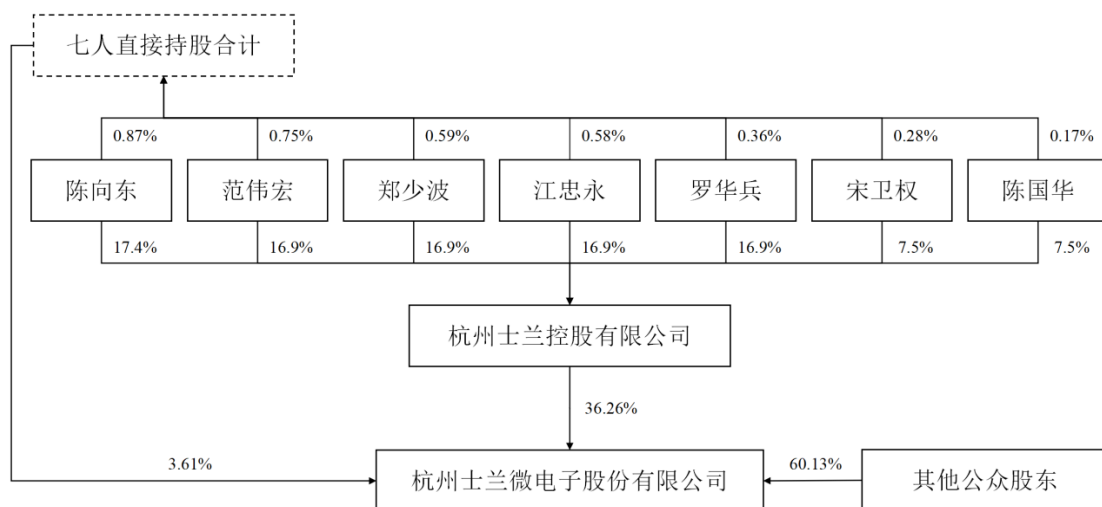 七人直接持股合计
0.87% 0.75% 0.59% 0.58% 0.36% 0.28% 0.17%
陈向东 范伟宏 郑少波 江忠永 罗华兵 宋卫权 陈国华
17.4% 16.9% 16.9% 16.9% 16.9% 7.5% 7.5%
杭州士兰控股有限公司
36.26%
3.61% 60.13%
杭州士兰微电子股份有限公司 其他公众股东